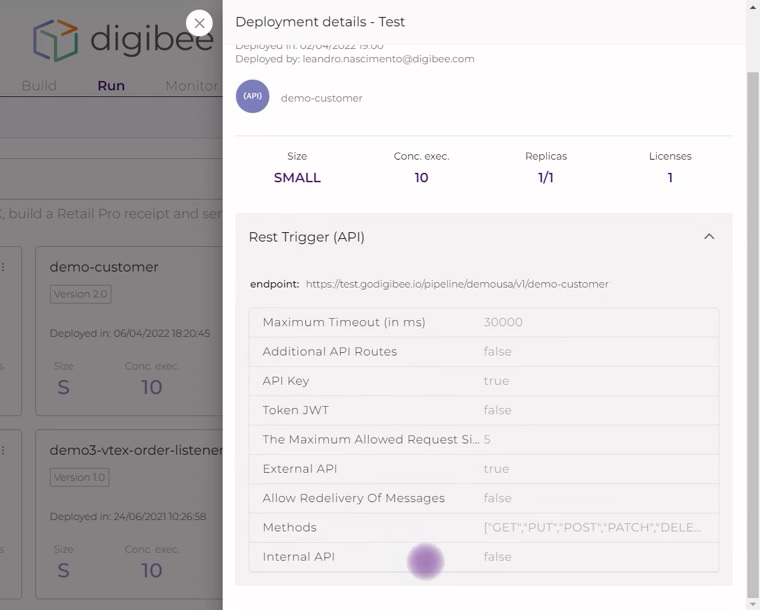 digibee
Build Run Monitor
K, build a Retail Pro receipt and ser
demo-customer
Version 2.0
Deployed in: 06/04/2022 18:20:45
s Size Conc. exec.
S 10
demo3-vtex-order-listener
Version 1.0
Deployed in: 24/06/2021 10:26:58
s Size Conc. exec.
S 10
Deployment details - Test
Deployed in: 02/04/2022 19:00
Deployed by: leandro.nascimento@digibee.com
{API} demo-customer
Size Conc. exec. Replicas Licenses
SMALL 10 1/1 1
Rest Trigger (API)
endpoint: https://test.godigibee.io/pipeline/demousa/v1/demo-customer
Maximum Timeout (in ms) 30000
Additional API Routes false
API Key true
Token JWT false
The Maximum Allowed Request Si... 5
External API true
Allow Redelivery Of Messages false
Methods ["GET","PUT","POST","PATCH","DELE...
Internal API false